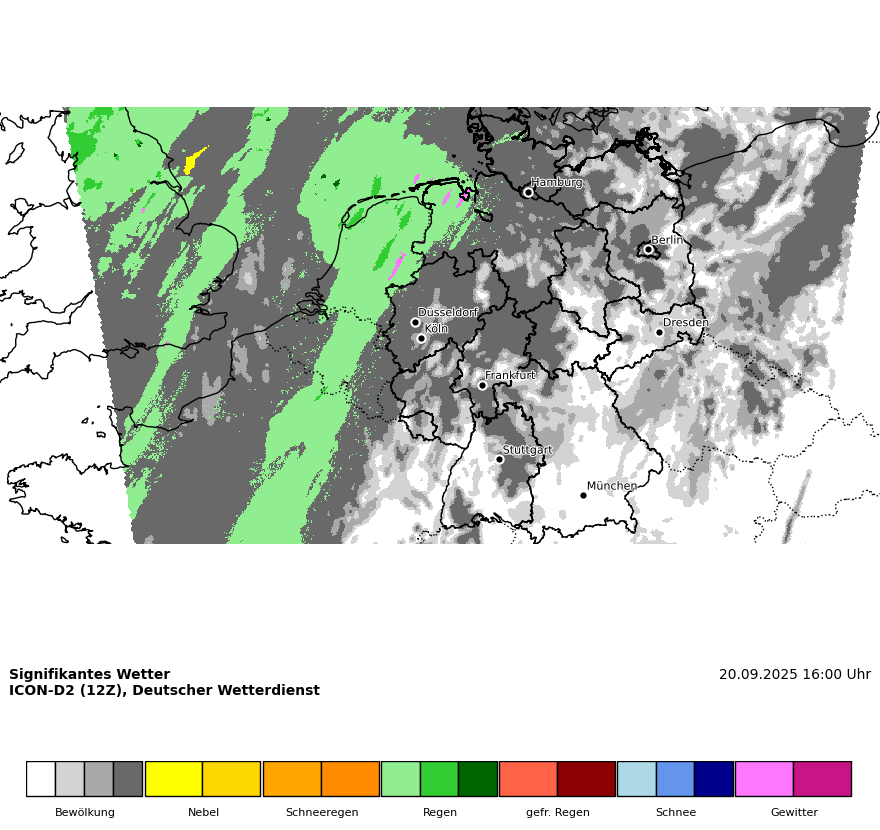 Hamburg
Berlin
Düsseldorf
Köln
Dresden
Frankfurt
Stuttgart
München
Signifikantes Wetter
20.09.2025 16:00 Uhr
ICON-D2 (12Z), Deutscher Wetterdienst
Bewölkung
Nebel
Schneeregen
Regen
gefr. Regen
Schnee
Gewitter